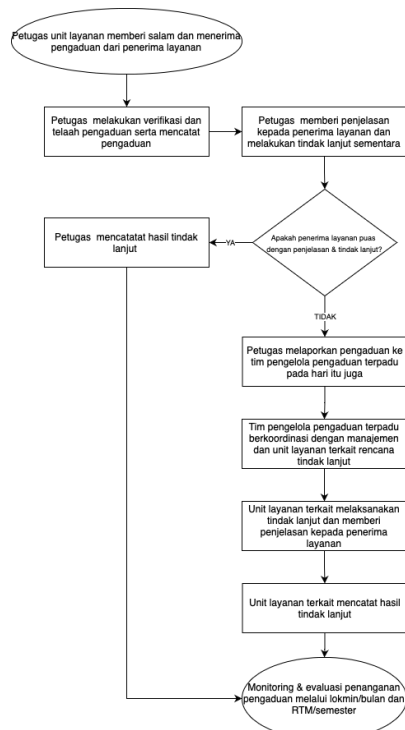 Petugas unit layanan memberi salam dan menerima
pengaduan dari penerima layanan
Petugas melakukan verifikasi dan
telaah pengaduan serta mencatat
pengaduan
Petugas memberi penjelasan
kepada penerima layanan dan
melakukan tindak lanjut sementara
Apakah penerima layanan puas
dengan penjelasan & tindak lanjut?
YA
Petugas mencatatat hasil tindak
lanjut
TIDAK
Petugas melaporkan pengaduan ke
tim pengelola pengaduan terpadu
pada hari itu juga
Tim pengelola pengaduan terpadu
berkoordinasi dengan manajemen
dan unit layanan terkait rencana
tindak lanjut
Unit layanan terkait melaksanakan
tindak lanjut dan memberi
penjelasan kepada penerima
layanan
Unit layanan terkait mencatat hasil
tindak lanjut
Monitoring & evaluasi penanganan
pengaduan melalui lokmin/bulan dan
RTM/semester